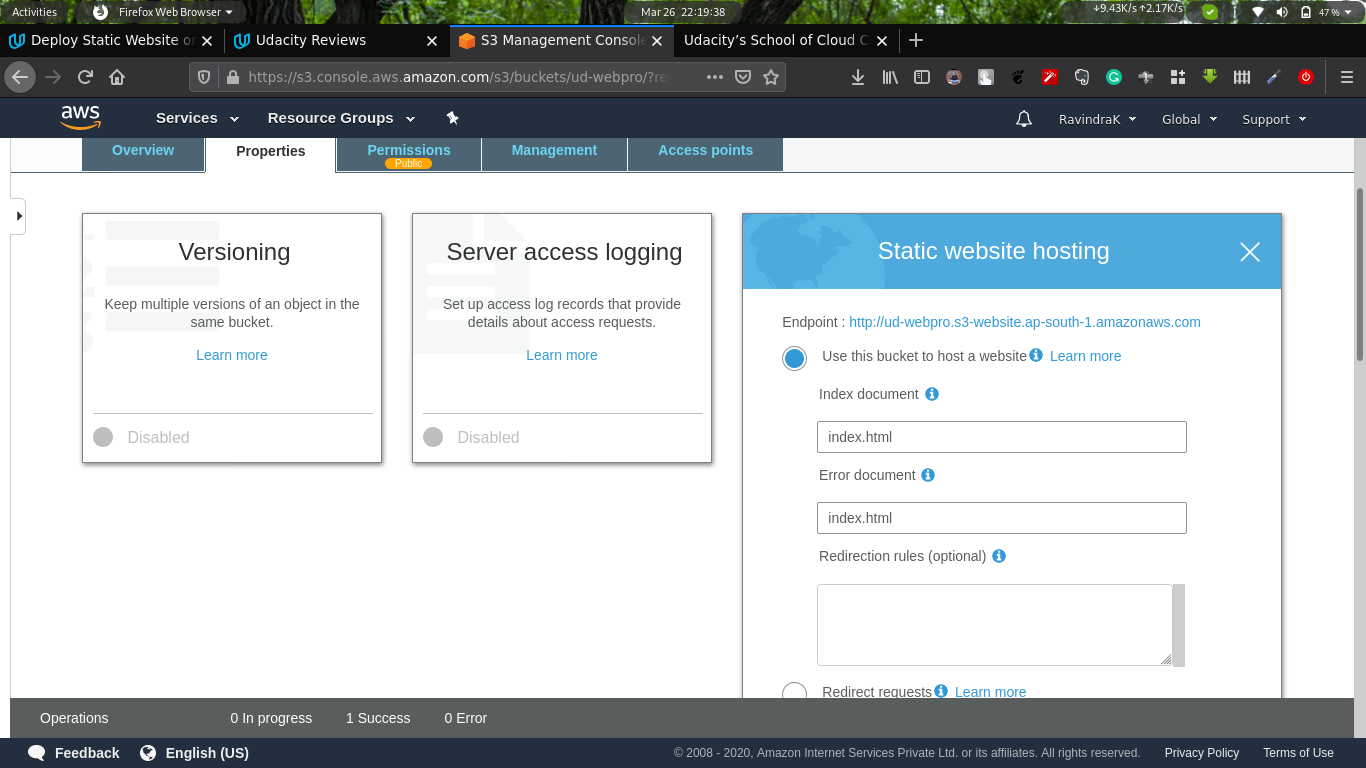 Activities Firefox Web Browser Mar 26 22:19:38 ↓9.43K/s ↑2.17K/s 47 %
Deploy Static Website or Udacity Reviews S3 Management Console Udacity’s School of Cloud C
https://s3.console.aws.amazon.com/s3/buckets/ud-webpro/?re
aws Services Resource Groups RavindraK Global Support
Overview Properties Permissions Management Access points
Public
Versioning
Keep multiple versions of an object in the
same bucket.
Learn more
Disabled
Server access logging
Set up access log records that provide
details about access requests.
Learn more
Disabled
Static website hosting
Endpoint : http://ud-webpro.s3-website.ap-south-1.amazonaws.com
Use this bucket to host a website Learn more
Index document
index.html
Error document
index.html
Redirection rules (optional)
Redirect requests Learn more
Operations 0 In progress 1 Success 0 Error
Feedback English (US) © 2008 - 2020, Amazon Internet Services Private Ltd. or its affiliates. All rights reserved. Privacy Policy Terms of Use